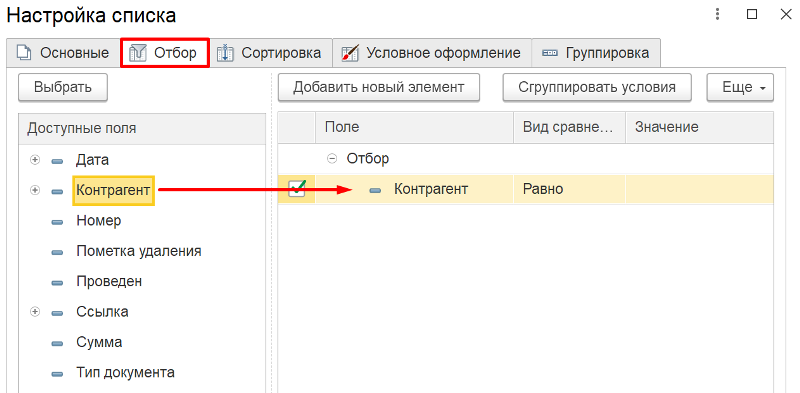 Настройка списка
Основные Отбор Сортировка Условное оформление Группировка
Выбрать Добавить новый элемент Сгруппировать условия Еще
Доступные поля Поле Вид сравне... Значение
Дата Отбор
Контрагент Контрагент Равно
Номер
Пометка удаления
Проведен
Ссылка
Сумма
Тип документа